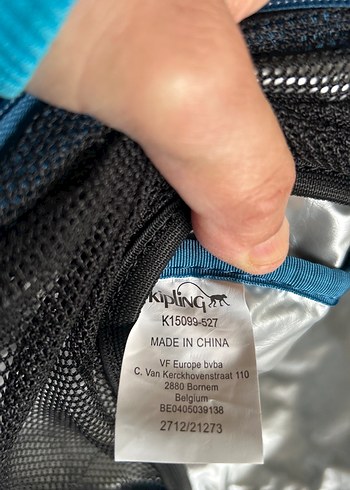 kipling
K15099-527
MADE IN CHINA
VF Europe bvba
C. Van Kerckhovenstraat 110
2880 Bornem
Belgium
BE0405039138
2712/21273